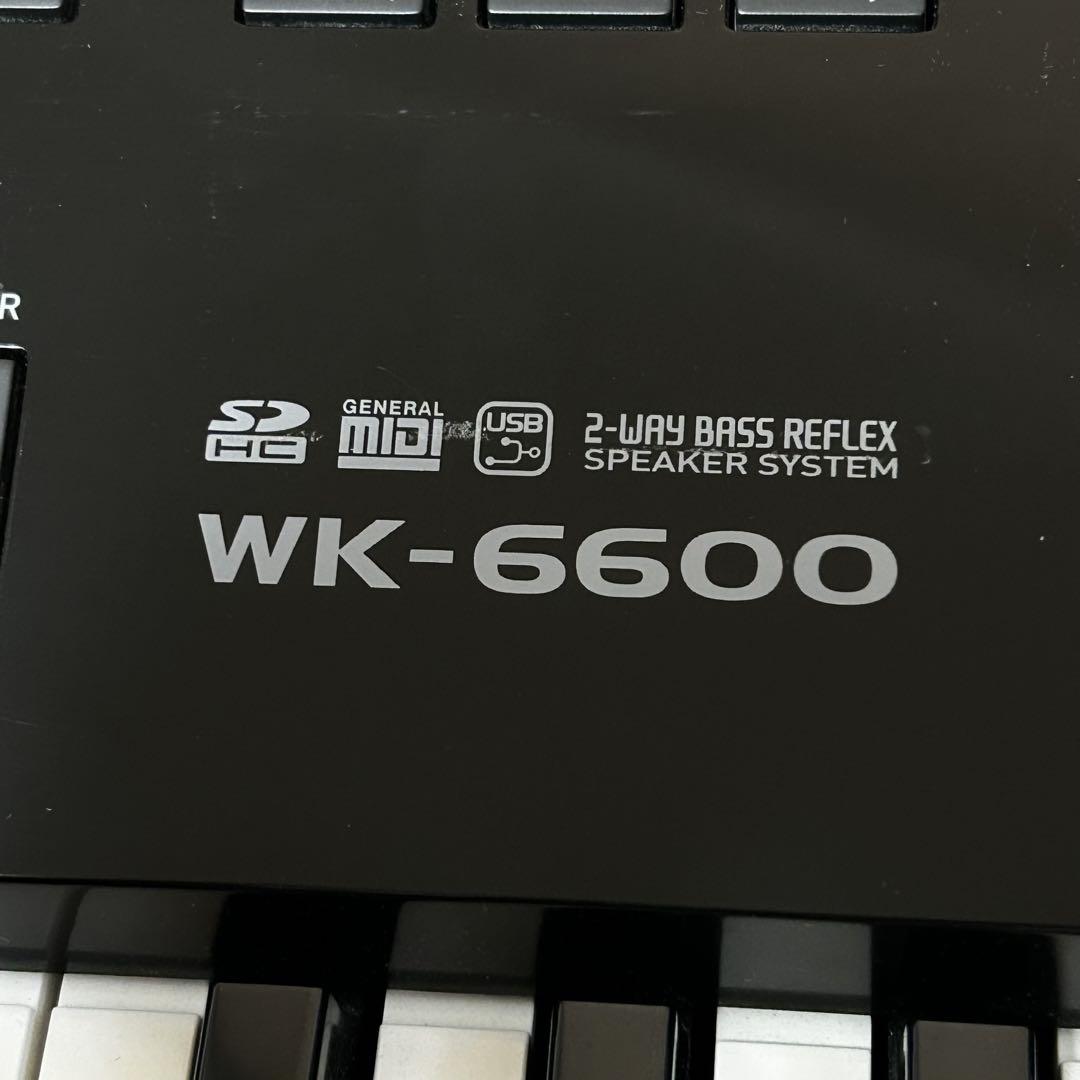 R
SD HC GENERAL MIDI USB 2-WAY BASS REFLEX
SPEAKER SYSTEM
WK-6600